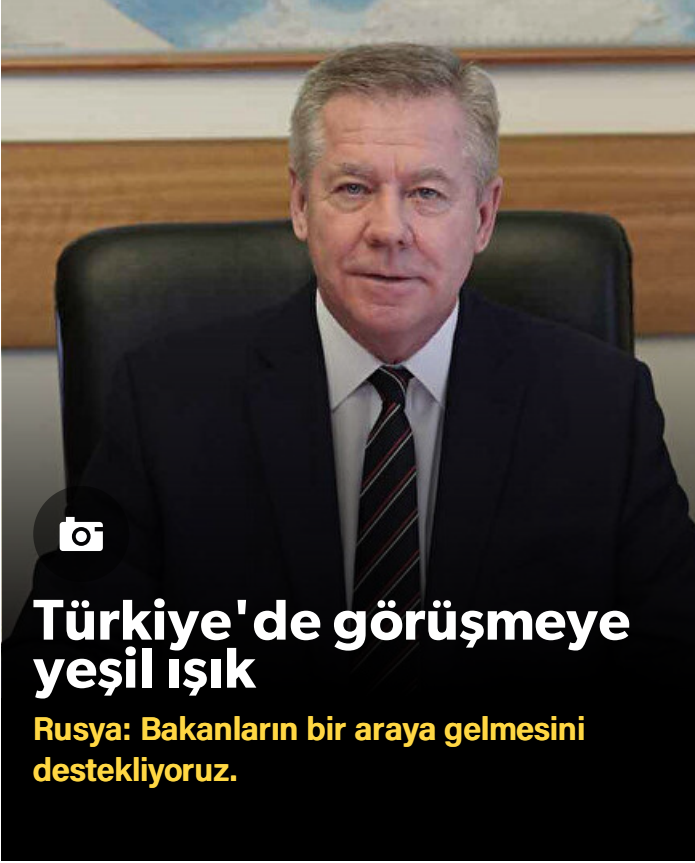 Türkiye'de görüşmeye
yeşil ışık
Rusya: Bakanların bir araya gelmesini
destekliyoruz.